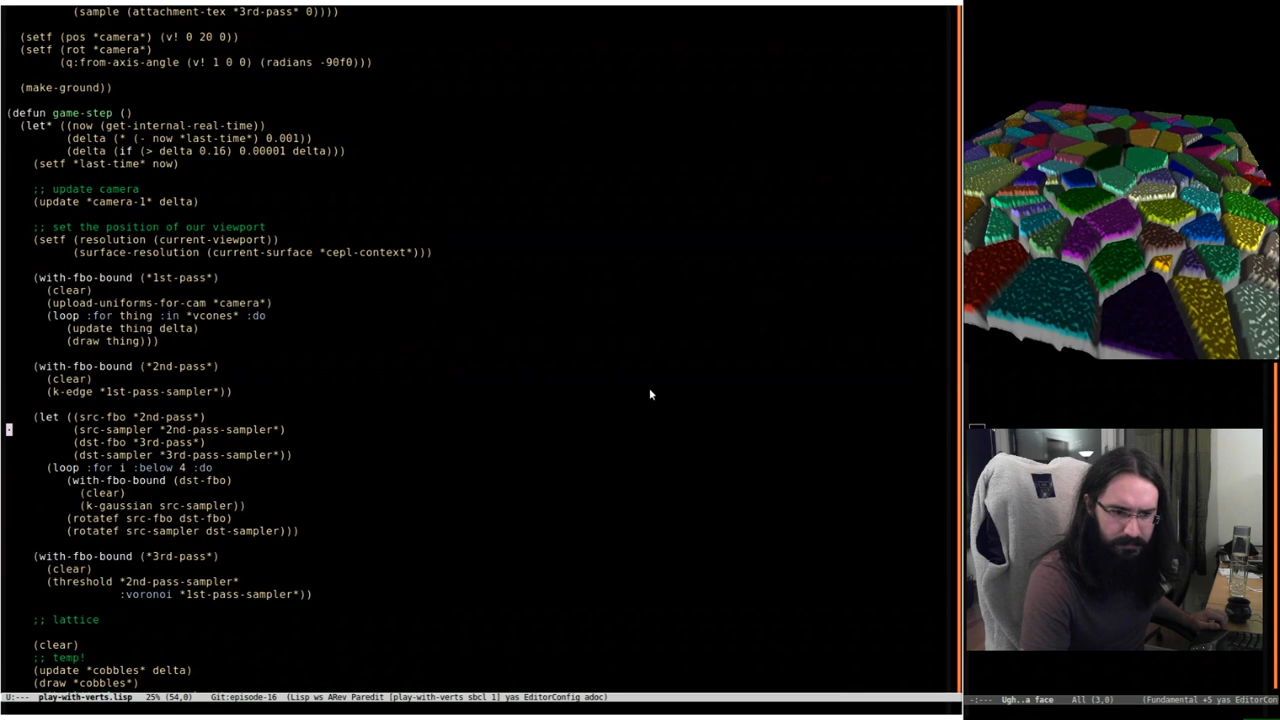 (sample (attachment-tex *3rd-pass* 0))))
(setf (pos *camera*) (v! 0 20 0))
(setf (rot *camera*)
(q:from-axis-angle (v! 1 0 0) (radians -90f0)))
(make-ground))
(defun game-step ()
(let* ((now (get-internal-real-time))
(delta (* (- now *last-time*) 0.001))
(delta (if (> delta 0.16) 0.00001 delta)))
(setf *last-time* now)
;; update camera
(update *camera-1* delta)
;; set the position of our viewport
(setf (resolution (current-viewport))
(surface-resolution (current-surface *cepl-context*)))
(with-fbo-bound (*1st-pass*)
(clear)
(upload-uniforms-for-cam *camera*)
(loop :for thing :in *vcones* :do
(update thing delta)
(draw thing)))
(with-fbo-bound (*2nd-pass*)
(clear)
(k-edge *1st-pass-sampler*))
(let ((src-fbo *2nd-pass*)
(src-sampler *2nd-pass-sampler*)
(dst-fbo *3rd-pass*)
(dst-sampler *3rd-pass-sampler*))
(loop :for i :below 4 :do
(with-fbo-bound (dst-fbo)
(clear)
(k-gaussian src-sampler))
(rotatef src-fbo dst-fbo)
(rotatef src-sampler dst-sampler)))
(with-fbo-bound (*3rd-pass*)
(clear)
(threshold *2nd-pass-sampler*
:voronoi *1st-pass-sampler*))
;; lattice
(clear)
;; temp!
(update *cobbles* delta)
(draw *cobbles*)
U:--- play-with-verts.lisp 25% (54,0) Git:episode-16 (Lisp ws ARev Paredit [play-with-verts sbcl 1] yas EditorConfig adoc)
-:--- Ugh..a face All (3,0) (Fundamental +5 yas EditorCon